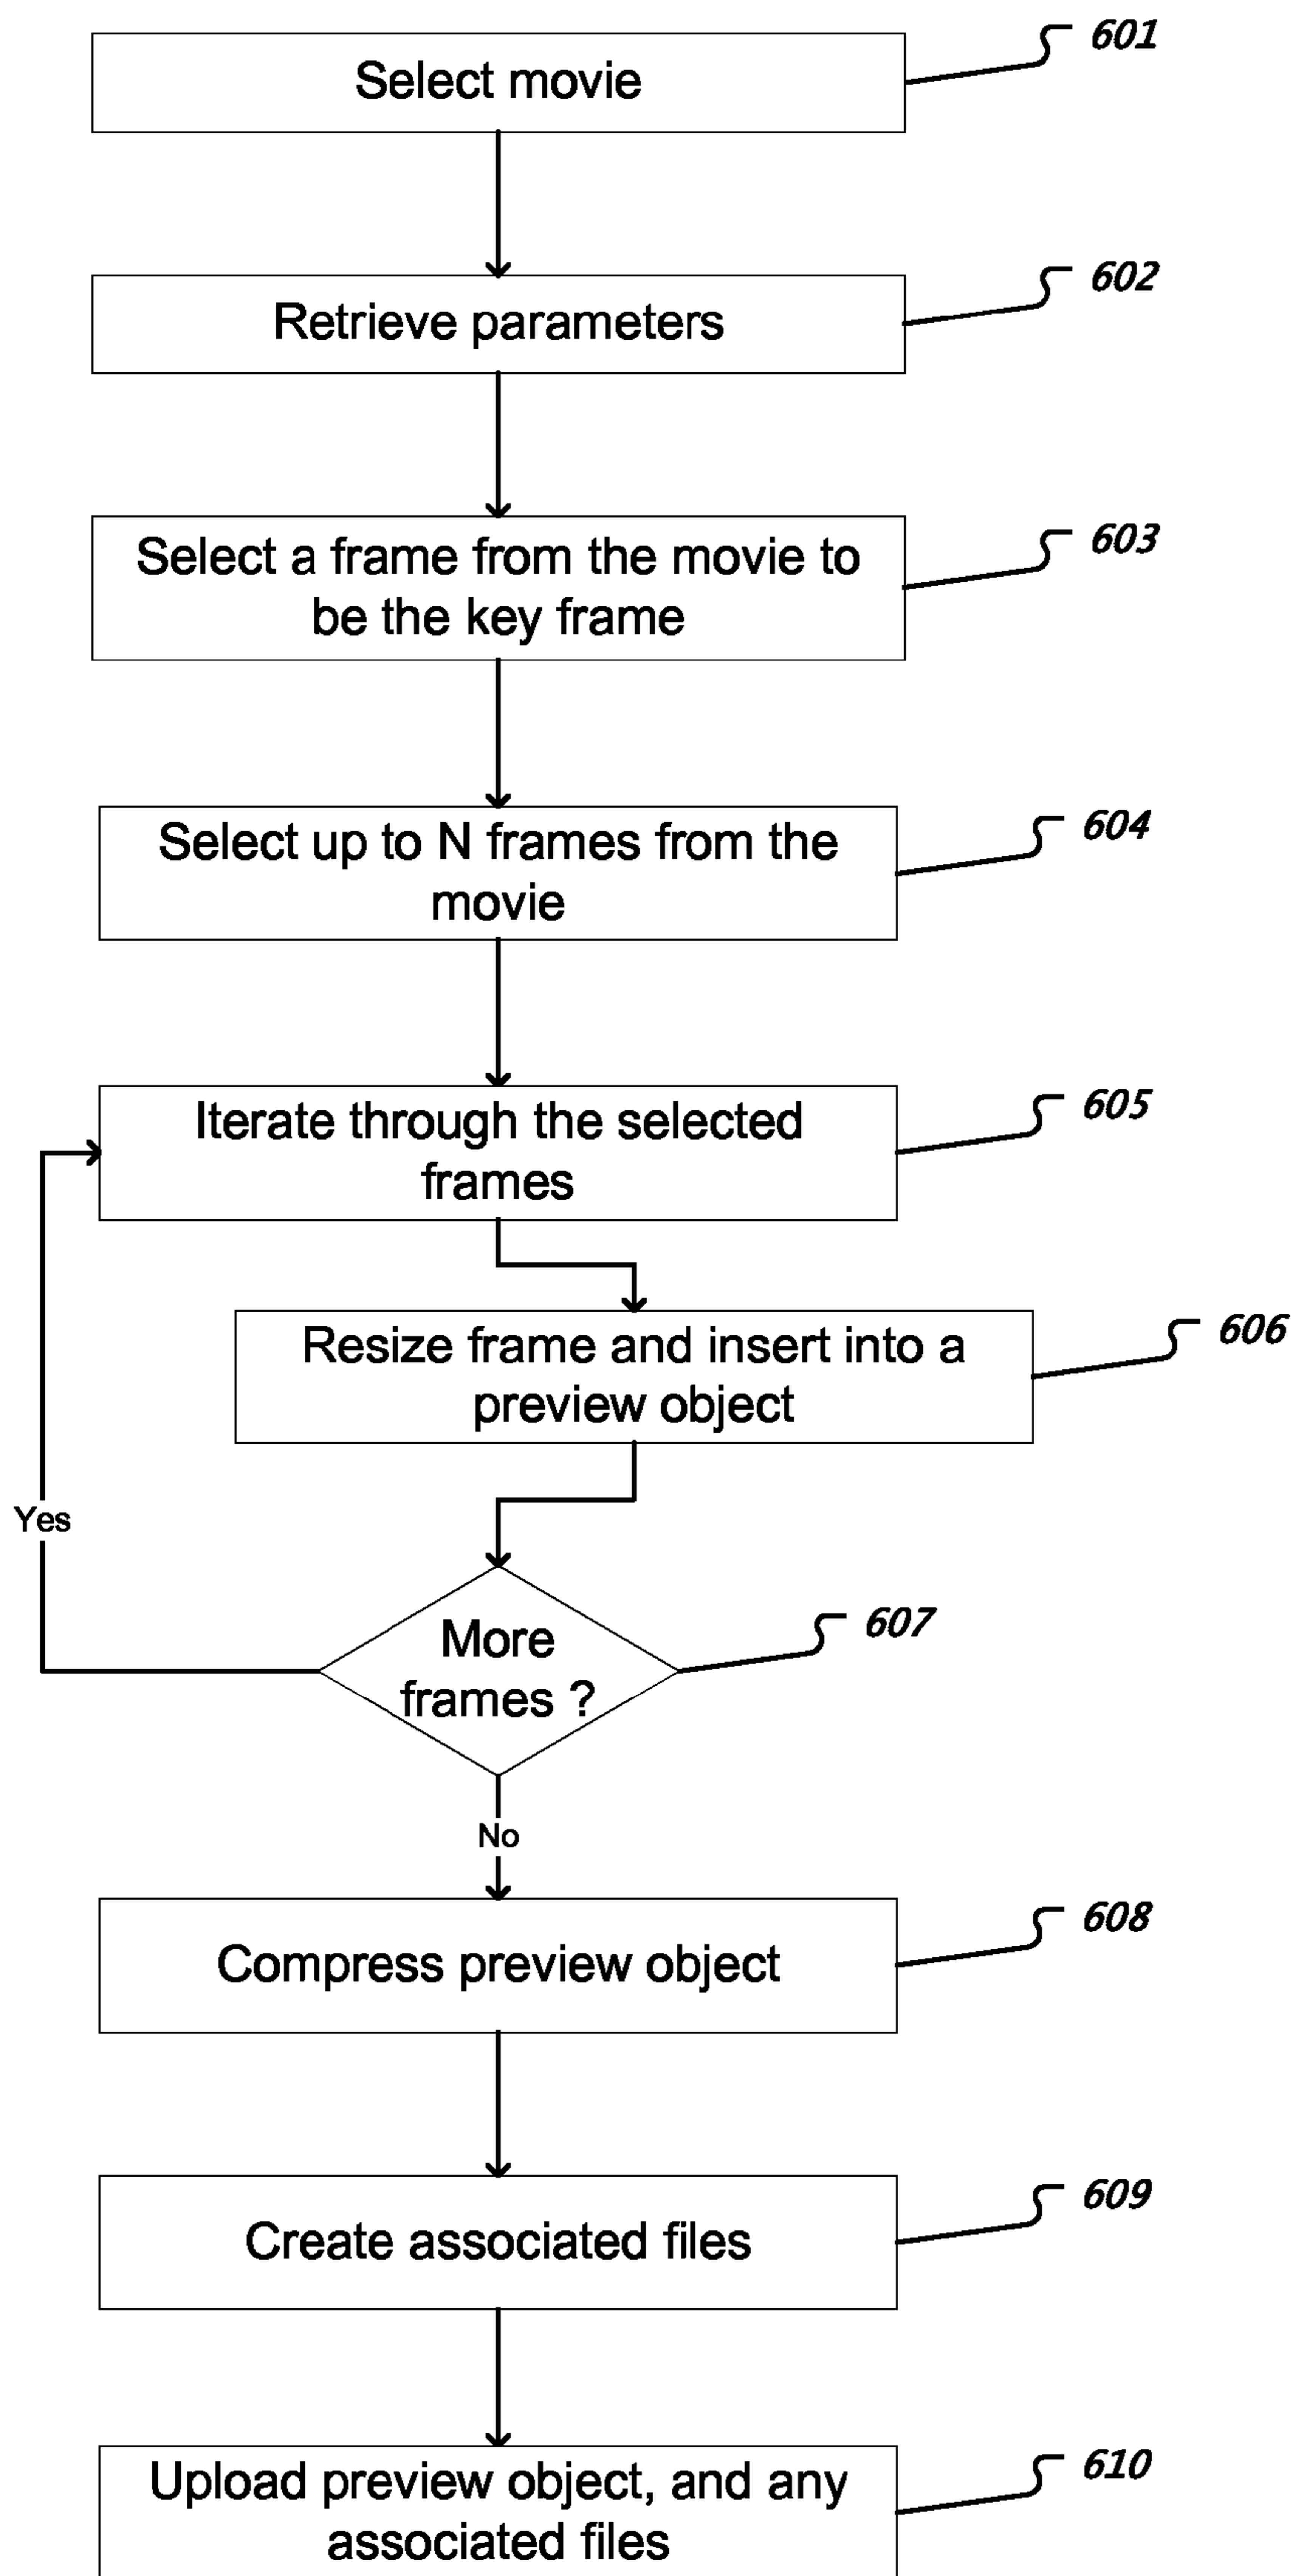 601
Select movie
602
Retrieve parameters
603
Select a frame from the movie to
be the key frame
604
Select up to N frames from the
movie
605
Iterate through the selected
frames
606
Resize frame and insert into a
preview object
Yes
607
More
frames ?
No
608
Compress preview object
609
Create associated files
610
Upload preview object, and any
associated files